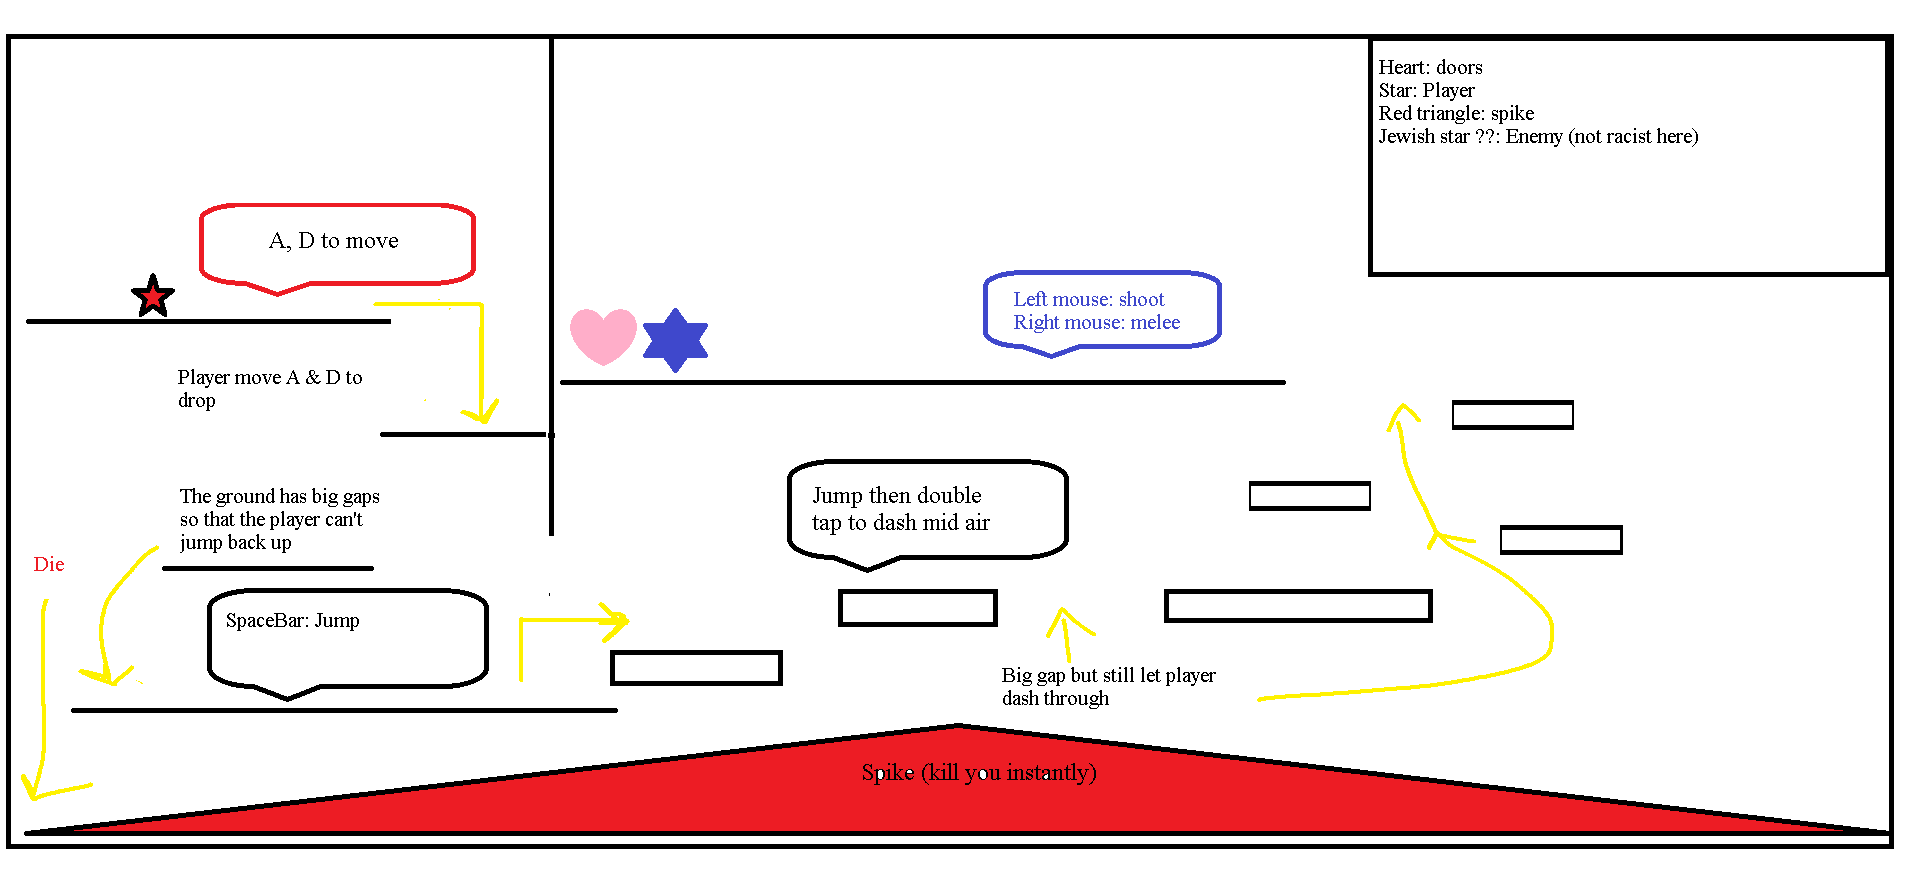 Heart: doors
Star: Player
Red triangle: spike
Jewish star ??: Enemy (not racist here)
A, D to move
Left mouse: shoot
Right mouse: melee
Player move A & D to
drop
The ground has big gaps
so that the player can't
jump back up
Jump then double
tap to dash mid air
Die
SpaceBar: Jump
Big gap but still let player
dash through
Spike (kill you instantly)